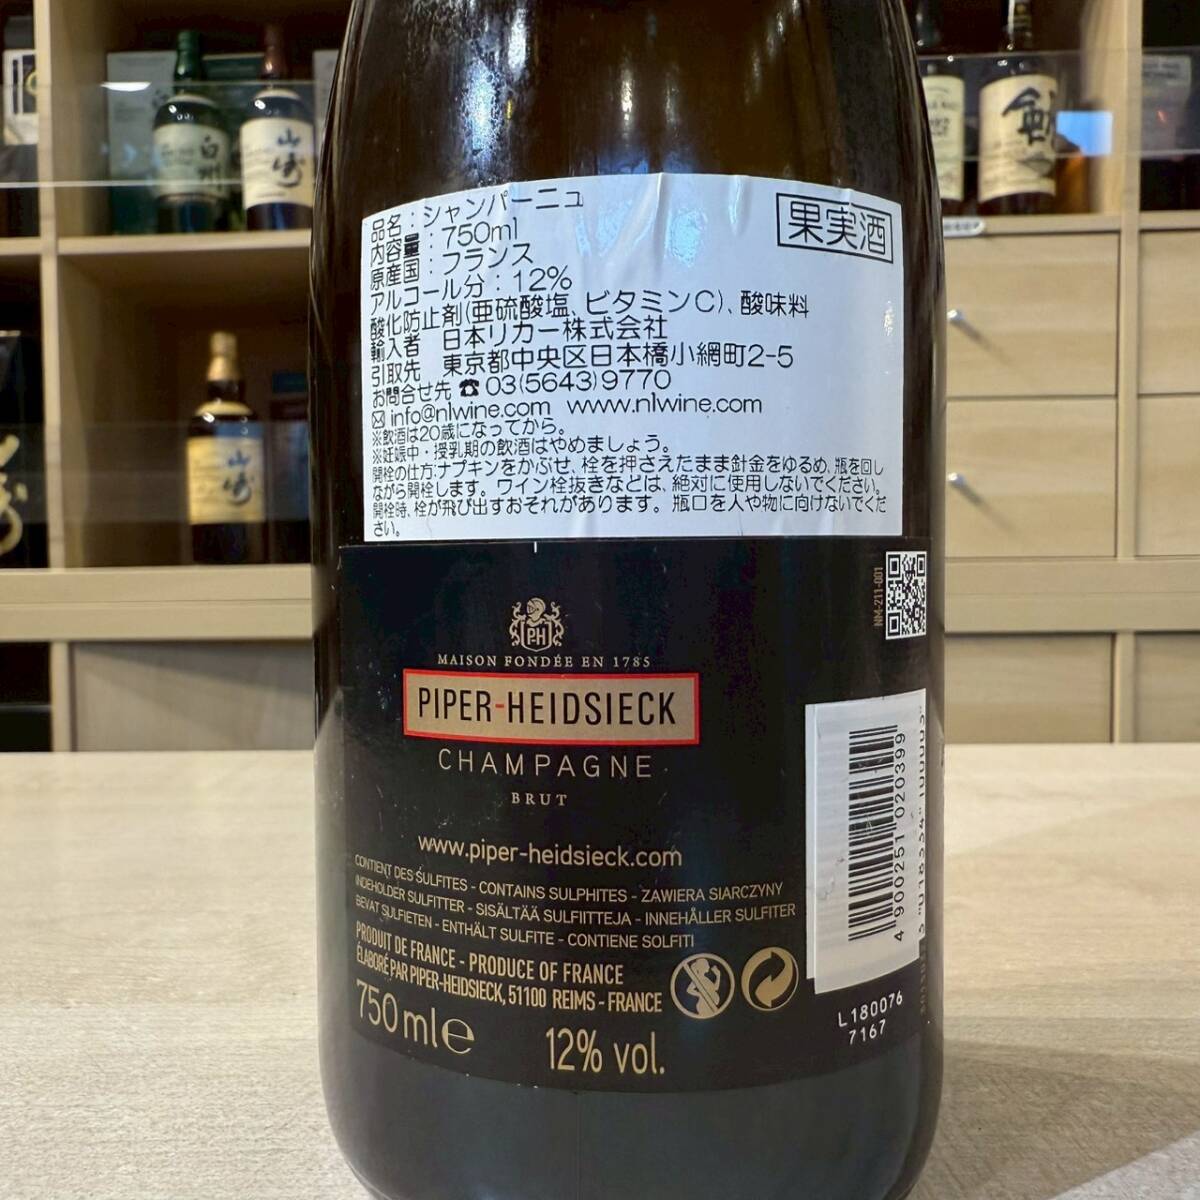 白州
山崎
山崎
品名：シャンパーニュ
果実酒
内容量：750ml
原産国：フランス
アルコール分：12%
酸化防止剤(亜硫酸塩、ビタミンC)、酸味料
輸入者 日本リカー株式会社
引取先 東京都中央区日本橋小網町2-5
お問合せ先 ☎03(5643)9770
✉ info@nlwine.com www.nlwine.com
※飲酒は20歳になってから。
※妊娠中・授乳期の飲酒はやめましょう。
開栓の仕方:ナプキンをかぶせ、栓を押さえたまま針金をゆるめ、瓶を回し
ながら開栓します。ワイン栓抜きなどは、絶対に使用しないでください。
開栓時、栓が飛び出すおそれがあります。瓶口を人や物に向けないでくだ
さい。
NM-211-001
PH
MAISON FONDÉE EN 1785
PIPER-HEIDSIECK
CHAMPAGNE
BRUT
www.piper-heidsieck.com
CONTIENT DES SULFITES - CONTAINS SULPHITES - ZAWIERA SIARCZYNY
INDEHOLDER SULFITTER - SISÄLTÄÄ SULFIITTEJA - INNEHÅLLER SULFITER
BEVAT SULFIETEN - ENTHÄLT SULFITE - CONTIENE SOLFITI
PRODUIT DE FRANCE - PRODUCE OF FRANCE
ÉLABORÉ PAR PIPER-HEIDSIECK, 51100 REIMS - FRANCE
750 ml e
12% vol.
4 900251 020399
L180076
7167